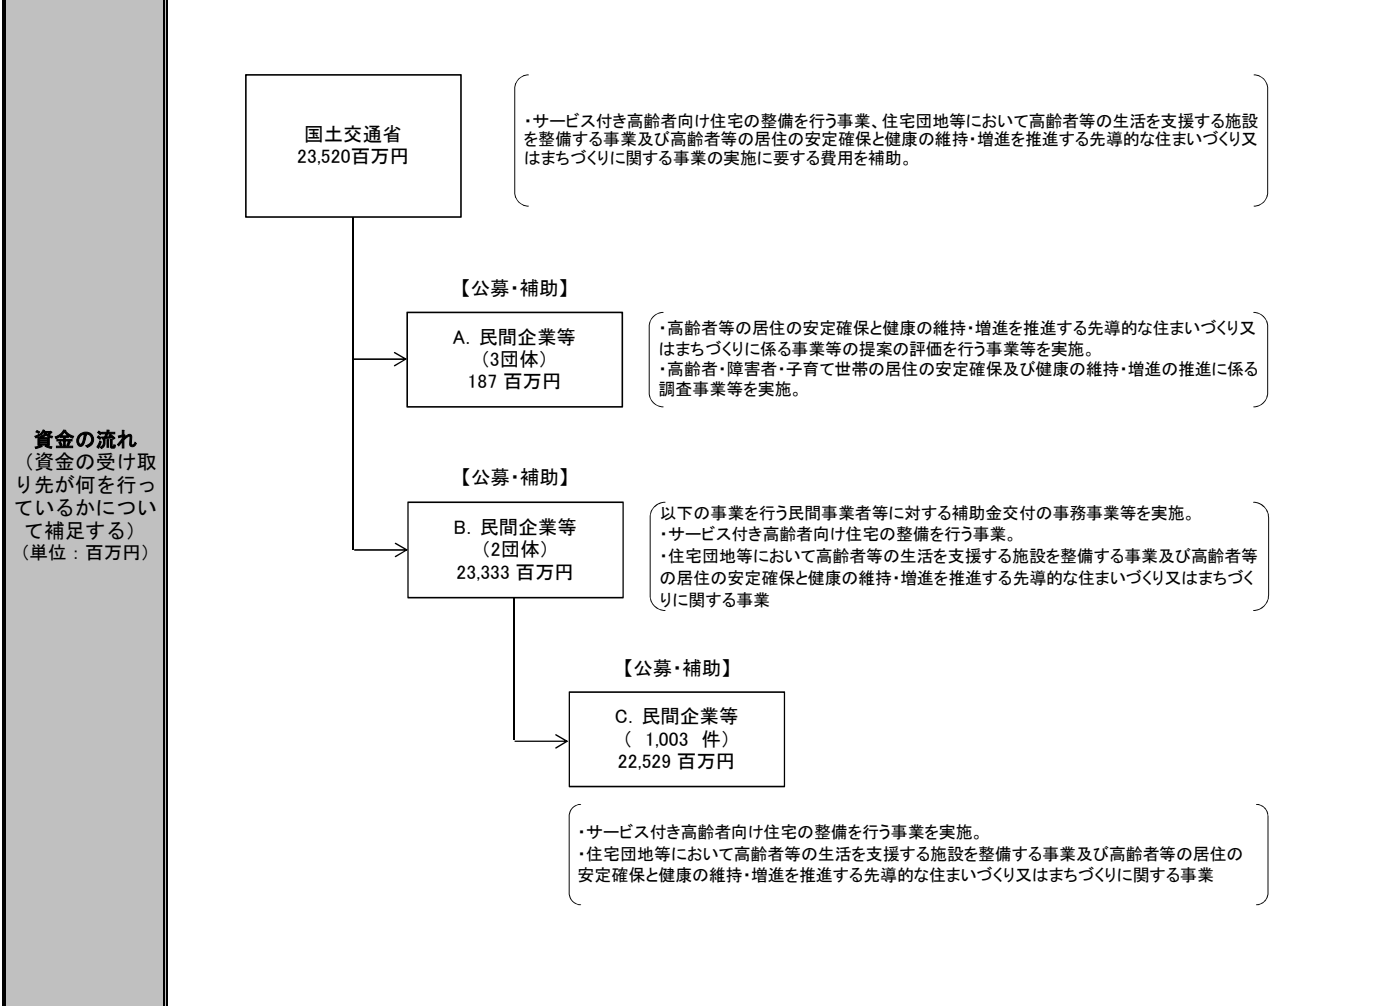 資金の流れ
（資金の受け取
り先が何を行っ
ているかについ
て補足する）
（単位：百万円）
国土交通省
23,520百万円
・サービス付き高齢者向け住宅の整備を行う事業、住宅団地等において高齢者等の生活を支援する施設
を整備する事業及び高齢者等の居住の安定確保と健康の維持・増進を推進する先導的な住まいづくり又
はまちづくりに関する事業の実施に要する費用を補助。
【公募・補助】
A．民間企業等
（3団体）
187 百万円
・高齢者等の居住の安定確保と健康の維持・増進を推進する先導的な住まいづくり又
はまちづくりに係る事業等の提案の評価を行う事業等を実施。
・高齢者・障害者・子育て世帯の居住の安定確保及び健康の維持・増進の推進に係る
調査事業等を実施。
【公募・補助】
B．民間企業等
（2団体）
23,333 百万円
以下の事業を行う民間事業者等に対する補助金交付の事務事業等を実施。
・サービス付き高齢者向け住宅の整備を行う事業。
・住宅団地等において高齢者等の生活を支援する施設を整備する事業及び高齢者等
の居住の安定確保と健康の維持・増進を推進する先導的な住まいづくり又はまちづく
りに関する事業
【公募・補助】
C．民間企業等
（　1,003　件）
22,529 百万円
・サービス付き高齢者向け住宅の整備を行う事業を実施。
・住宅団地等において高齢者等の生活を支援する施設を整備する事業及び高齢者等の居住の
安定確保と健康の維持・増進を推進する先導的な住まいづくり又はまちづくりに関する事業